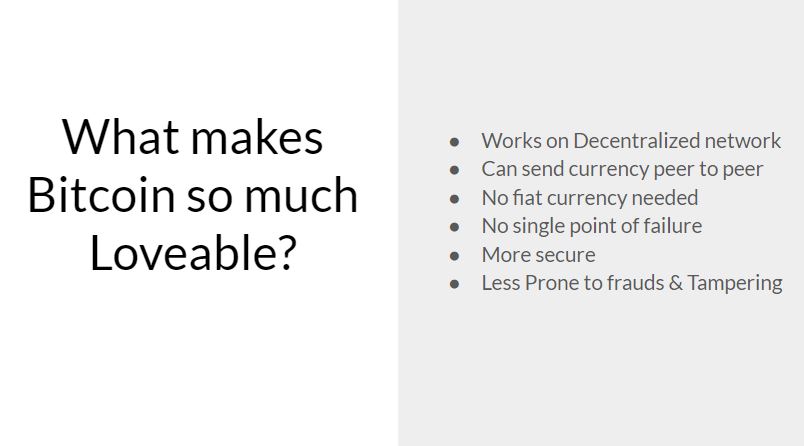 What makes
Bitcoin so much
Loveable?
● Works on Decentralized network
● Can send currency peer to peer
● No fiat currency needed
● No single point of failure
● More secure
● Less Prone to frauds & Tampering